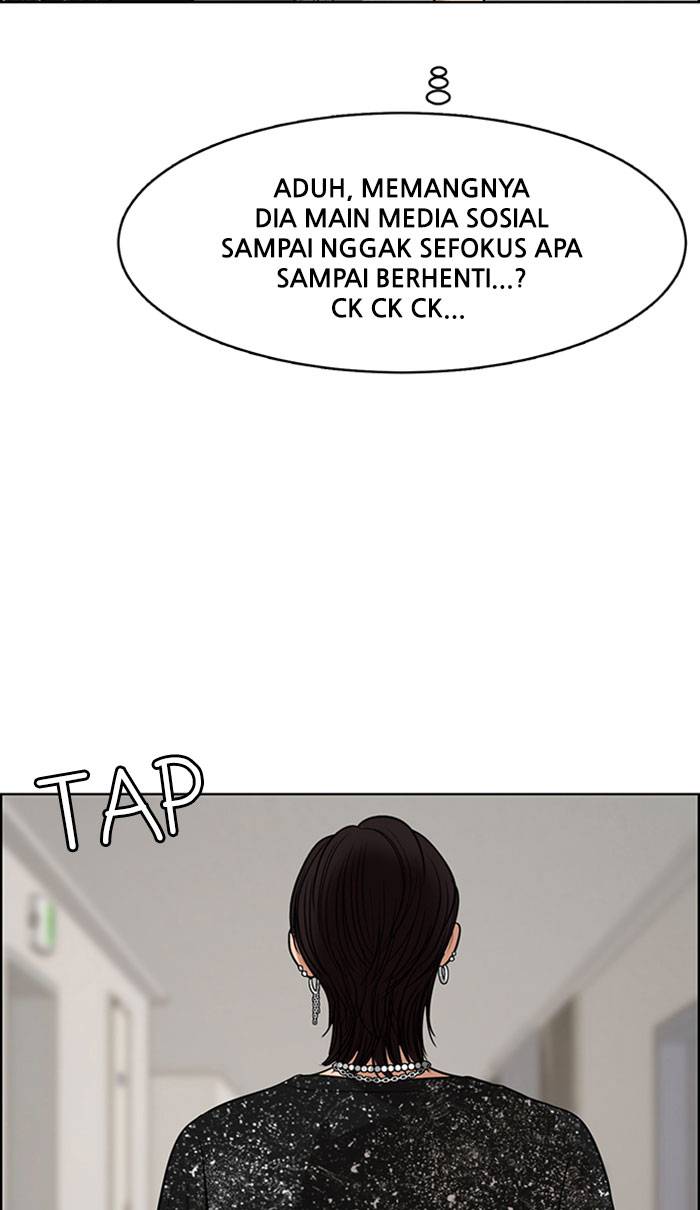 ADUH, MEMANGNYA
DIA MAIN MEDIA SOSIAL
SAMPAI NGGAK SEFOKUS APA
SAMPAI BERHENTI...?
CK CK CK...
TAP